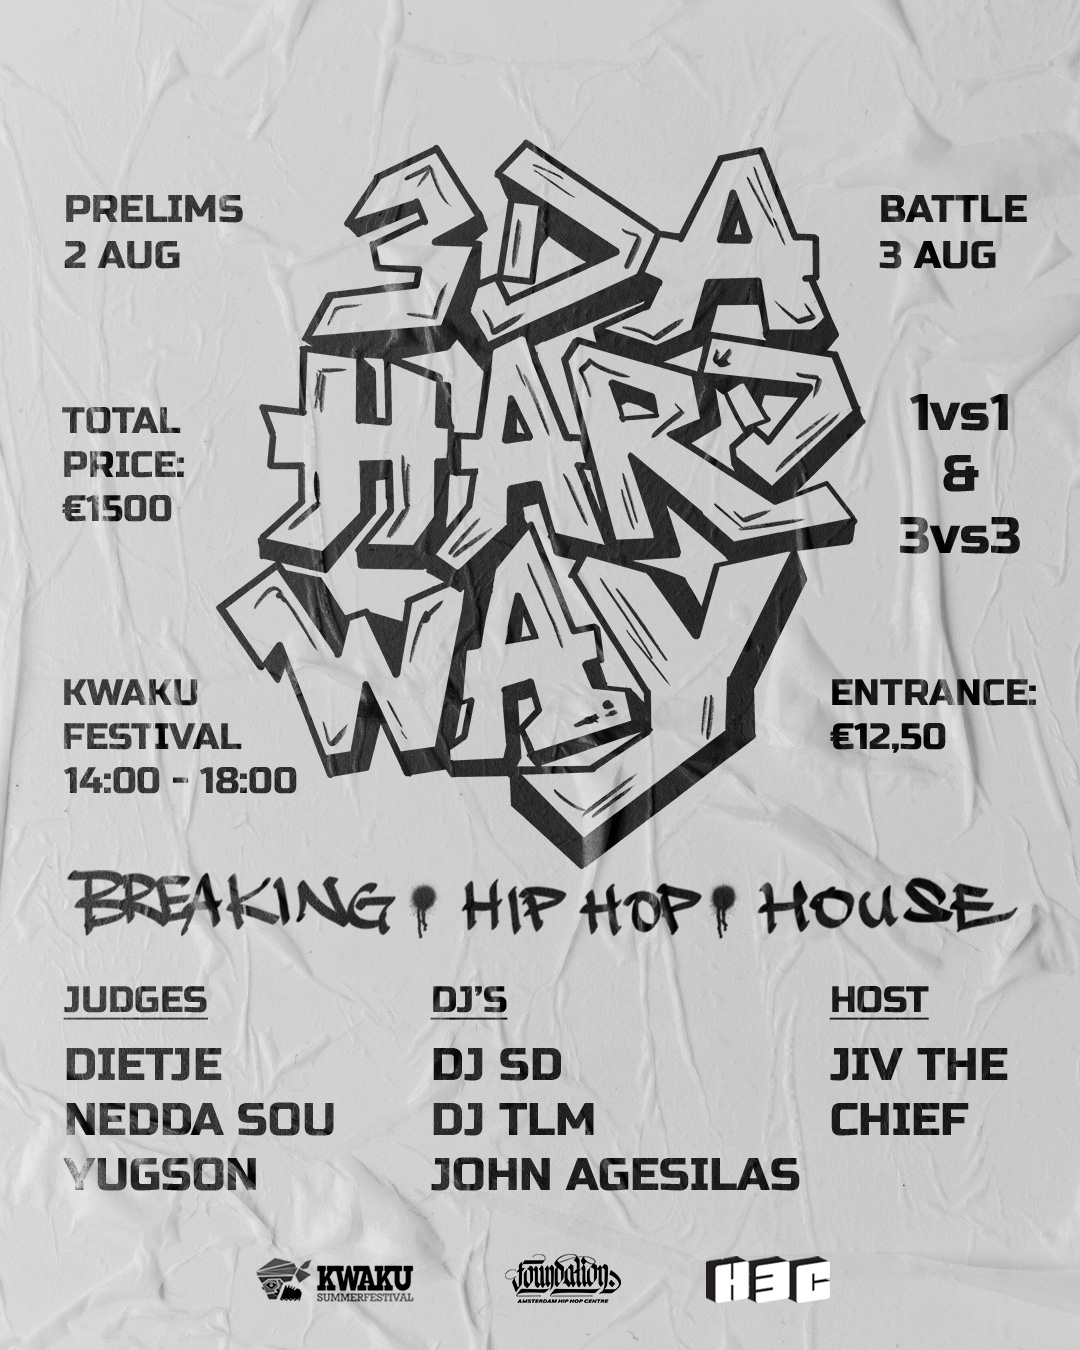 PRELIMS
2 AUG
BATTLE
3 AUG
3 DA
HARD
WAY
TOTAL
PRICE:
€1500
1vs1
&
3vs3
KWAKU
FESTIVAL
14:00 - 18:00
ENTRANCE:
€12,50
BREAKING • HIP HOP • HOUSE
JUDGES
DIETJE
NEDDA SOU
YUGSON
DJ'S
DJ SD
DJ TLM
JOHN AGESILAS
HOST
JIV THE
CHIEF
KWAKU
SUMMERFESTIVAL
foundation
AMSTERDAM HIP HOP CENTRE
H3C